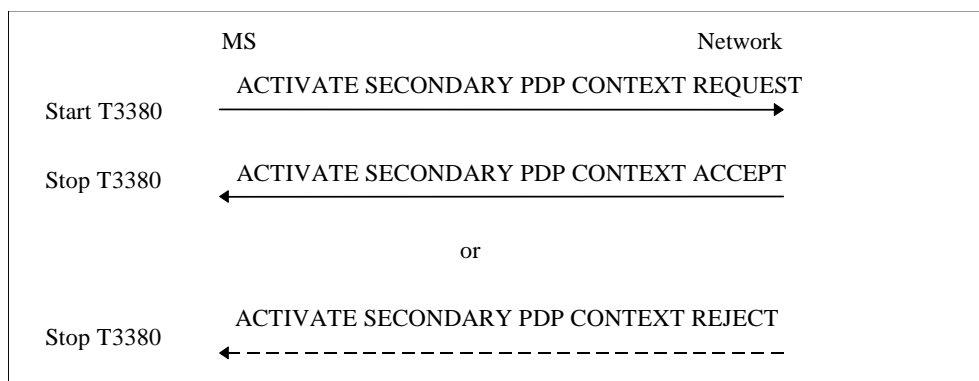 MS Network
ACTIVATE SECONDARY PDP CONTEXT REQUEST
Start T3380
ACTIVATE SECONDARY PDP CONTEXT ACCEPT
Stop T3380
or
ACTIVATE SECONDARY PDP CONTEXT REJECT
Stop T3380